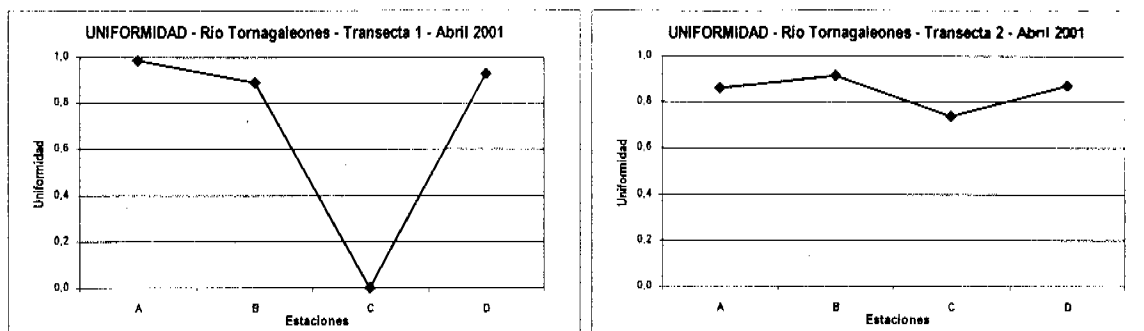 UNIFORMIDAD - Río Tornagaleones - Transecta 1 - Abril 2001
1,0
0,8
0,6
0,4
0,2
0,0
Uniformidad
A B C D
Estaciones
UNIFORMIDAD - Río Tornagaleones - Transecta 2 - Abril 2001
1,0
0,8
0,6
0,4
0,2
0,0
Uniformidad
A B C D
Estaciones